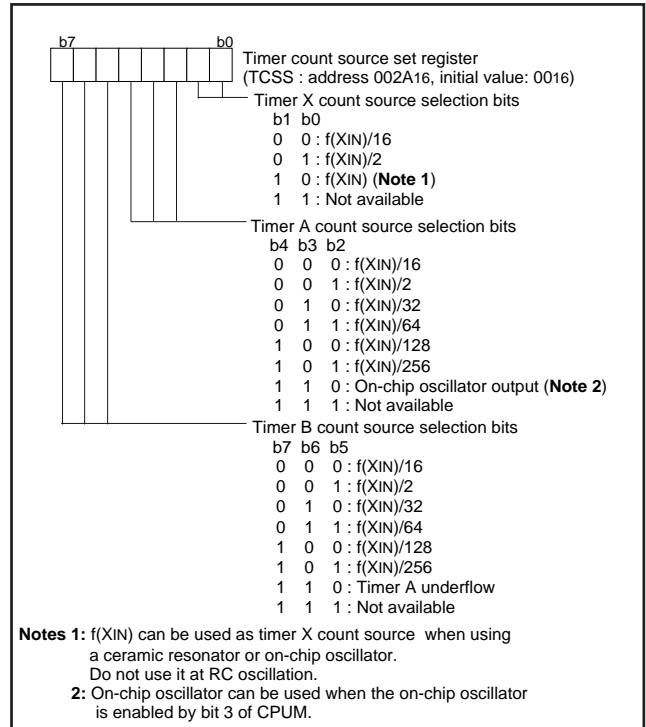 b7 b0
Timer count source set register
(TCSS : address 002A16, initial value: 0016)
Timer X count source selection bits
b1 b0
0 0 : f(XIN)/16
0 1 : f(XIN)/2
1 0 : f(XIN) (Note 1)
1 1 : Not available
Timer A count source selection bits
b4 b3 b2
0 0 0 : f(XIN)/16
0 0 1 : f(XIN)/2
0 1 0 : f(XIN)/32
0 1 1 : f(XIN)/64
1 0 0 : f(XIN)/128
1 0 1 : f(XIN)/256
1 1 0 : On-chip oscillator output (Note 2)
1 1 1 : Not available
Timer B count source selection bits
b7 b6 b5
0 0 0 : f(XIN)/16
0 0 1 : f(XIN)/2
0 1 0 : f(XIN)/32
0 1 1 : f(XIN)/64
1 0 0 : f(XIN)/128
1 0 1 : f(XIN)/256
1 1 0 : Timer A underflow
1 1 1 : Not available
Notes 1: f(XIN) can be used as timer X count source when using
a ceramic resonator or on-chip oscillator.
Do not use it at RC oscillation.
2: On-chip oscillator can be used when the on-chip oscillator
is enabled by bit 3 of CPUM.